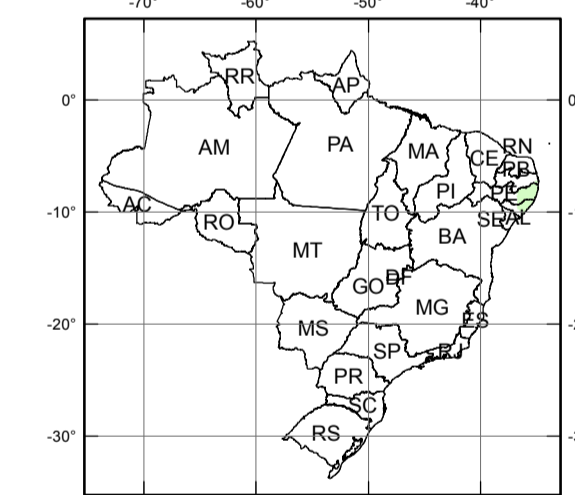 -70° -60° -50° -40°
RR AP
0° 0
AM PA MA CE RN
PB
PI PE
AC TO
-10°
RO SE AL
MT BA
GO DF
MG
-20° ES
MS
SP RJ
PR
SC
-30° RS